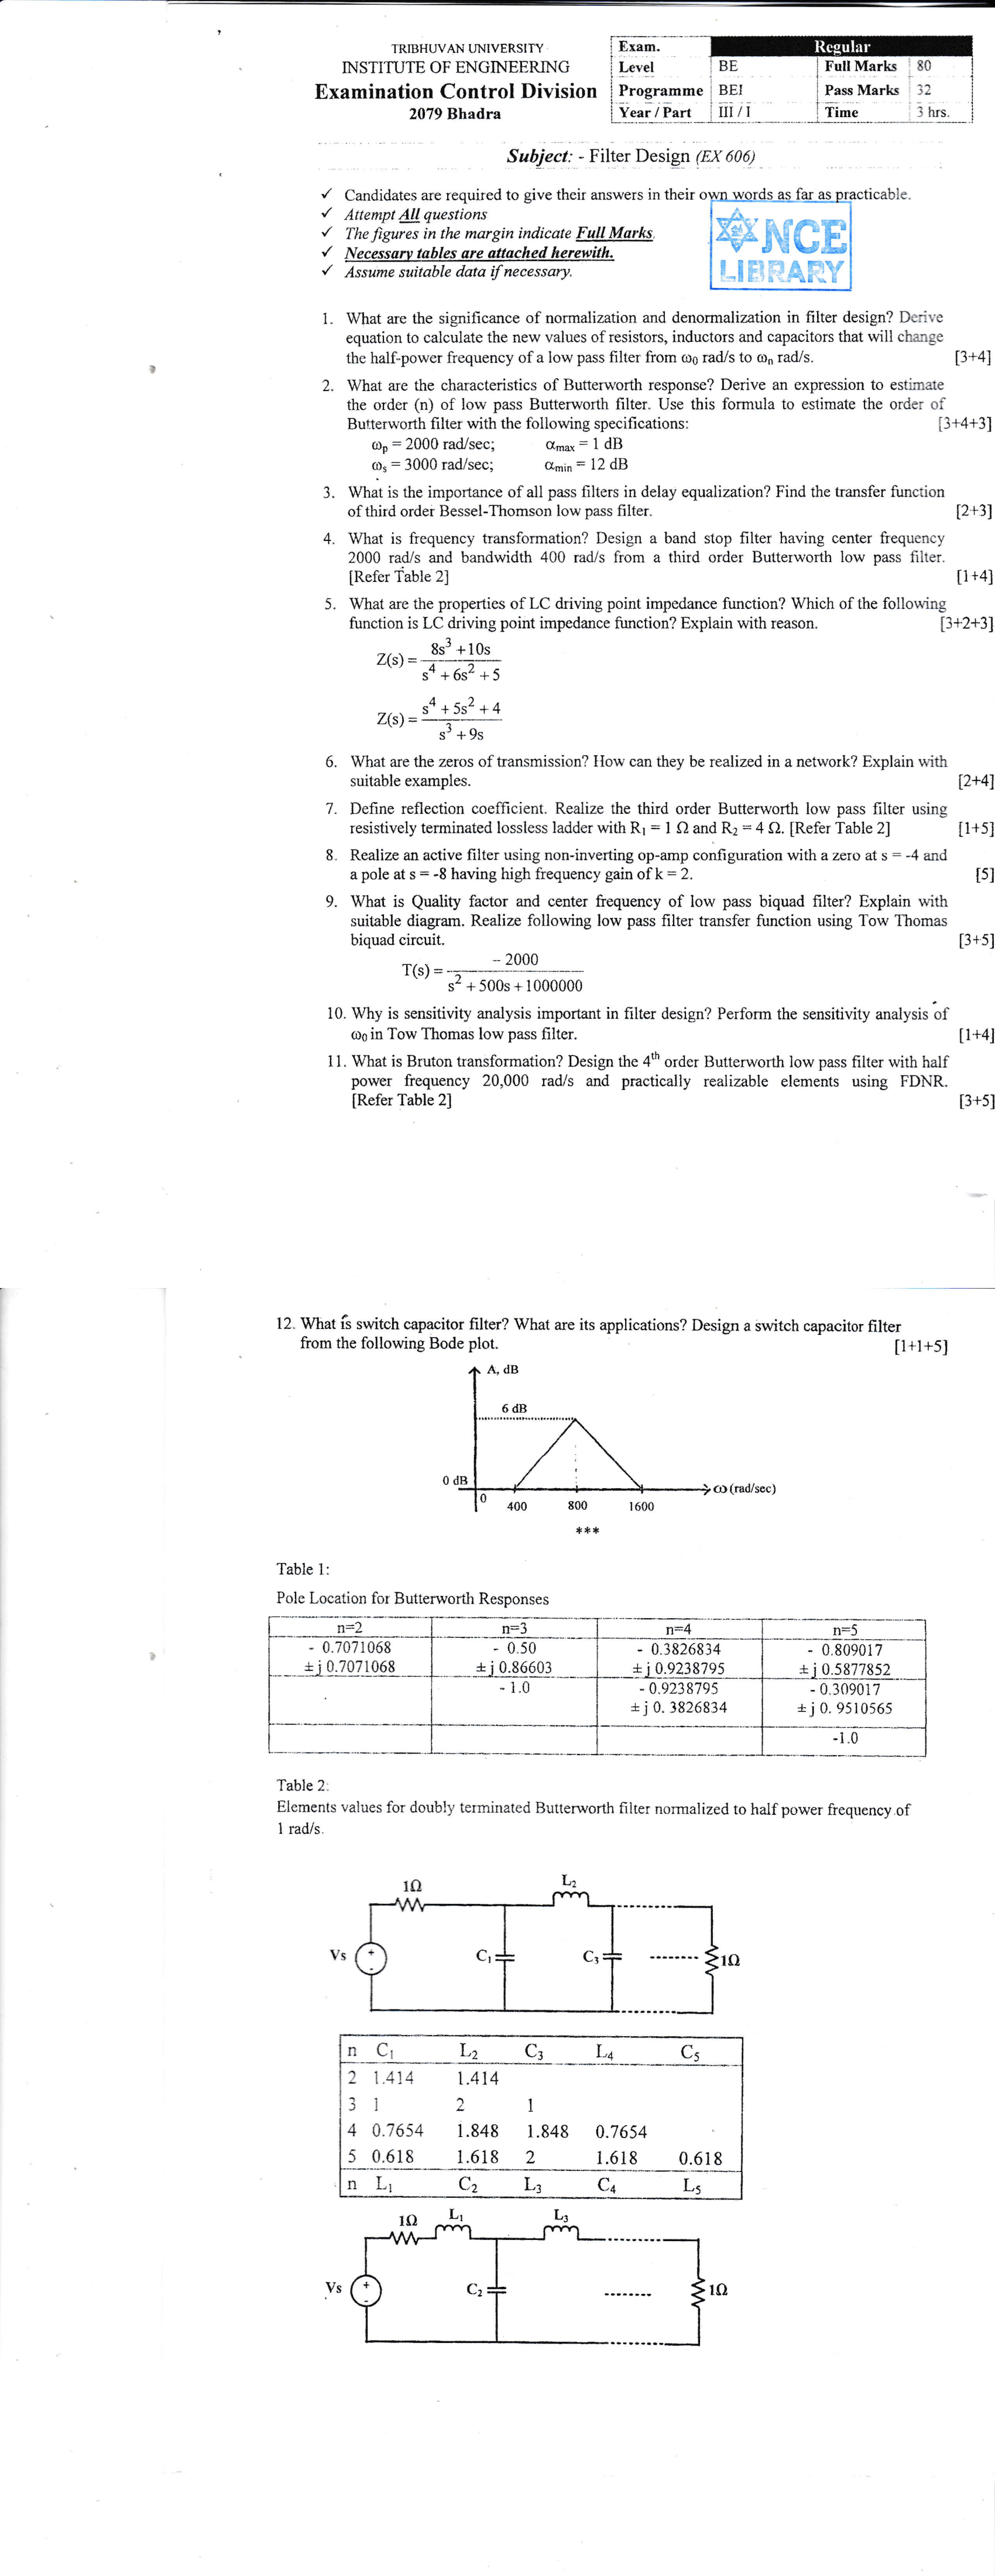 TRIBHUVAN UNIVERSITY
INSTITUTE OF ENGINEERING
Examination Control Division
2079 Bhadra
Exam. Regular
Level BE Full Marks 80
Programme BEI Pass Marks 32
Year / Part III / I Time 3 hrs.
Subject: - Filter Design (EX 606)
✓ Candidates are required to give their answers in their own words as far as practicable.
✓ Attempt All questions
✓ The figures in the margin indicate Full Marks.
✓ Necessary tables are attached herewith.
✓ Assume suitable data if necessary.
NCE
LIBRARY
1. What are the significance of normalization and denormalization in filter design? Derive
equation to calculate the new values of resistors, inductors and capacitors that will change
the half-power frequency of a low pass filter from ω₀ rad/s to ωₙ rad/s. [3+4]
2. What are the characteristics of Butterworth response? Derive an expression to estimate
the order (n) of low pass Butterworth filter. Use this formula to estimate the order of
Butterworth filter with the following specifications: [3+4+3]
ωp = 2000 rad/sec; αmax = 1 dB
ωs = 3000 rad/sec; αmin = 12 dB
3. What is the importance of all pass filters in delay equalization? Find the transfer function
of third order Bessel-Thomson low pass filter. [2+3]
4. What is frequency transformation? Design a band stop filter having center frequency
2000 rad/s and bandwidth 400 rad/s from a third order Butterworth low pass filter.
[Refer Table 2] [1+4]
5. What are the properties of LC driving point impedance function? Which of the following
function is LC driving point impedance function? Explain with reason. [3+2+3]
Z(s) = (8s³ + 10s) / (s⁴ + 6s² + 5)
Z(s) = (s⁴ + 5s² + 4) / (s³ + 9s)
6. What are the zeros of transmission? How can they be realized in a network? Explain with
suitable examples. [2+4]
7. Define reflection coefficient. Realize the third order Butterworth low pass filter using
resistively terminated lossless ladder with R₁ = 1 Ω and R₂ = 4 Ω. [Refer Table 2] [1+5]
8. Realize an active filter using non-inverting op-amp configuration with a zero at s = -4 and
a pole at s = -8 having high frequency gain of k = 2. [5]
9. What is Quality factor and center frequency of low pass biquad filter? Explain with
suitable diagram. Realize following low pass filter transfer function using Tow Thomas
biquad circuit. [3+5]
T(s) = - 2000 / (s² + 500s + 1000000)
10. Why is sensitivity analysis important in filter design? Perform the sensitivity analysis of
ω₀ in Tow Thomas low pass filter. [1+4]
11. What is Bruton transformation? Design the 4th order Butterworth low pass filter with half
power frequency 20,000 rad/s and practically realizable elements using FDNR.
[Refer Table 2] [3+5]
12. What is switch capacitor filter? What are its applications? Design a switch capacitor filter
from the following Bode plot. [1+1+5]
A, dB
6 dB
0 dB
0 400 800 1600 ω (rad/sec)
***
Table 1:
Pole Location for Butterworth Responses
n=2 n=3 n=4 n=5
- 0.7071068 - 0.50 - 0.3826834 - 0.809017
± j 0.7071068 ± j 0.86603 ± j 0.9238795 ± j 0.5877852
- 1.0 - 0.9238795 - 0.309017
± j 0. 3826834 ± j 0. 9510565
-1.0
Table 2:
Elements values for doubly terminated Butterworth filter normalized to half power frequency of
1 rad/s.
1Ω L₂
Vs + - C₁ C₃ 1Ω
n C₁ L₂ C₃ L₄ C₅
2 1.414 1.414
3 1 2 1
4 0.7654 1.848 1.848 0.7654
5 0.618 1.618 2 1.618 0.618
n L₁ C₂ L₃ C₄ L₅
1Ω L₁ L₃
Vs + - C₂ 1Ω